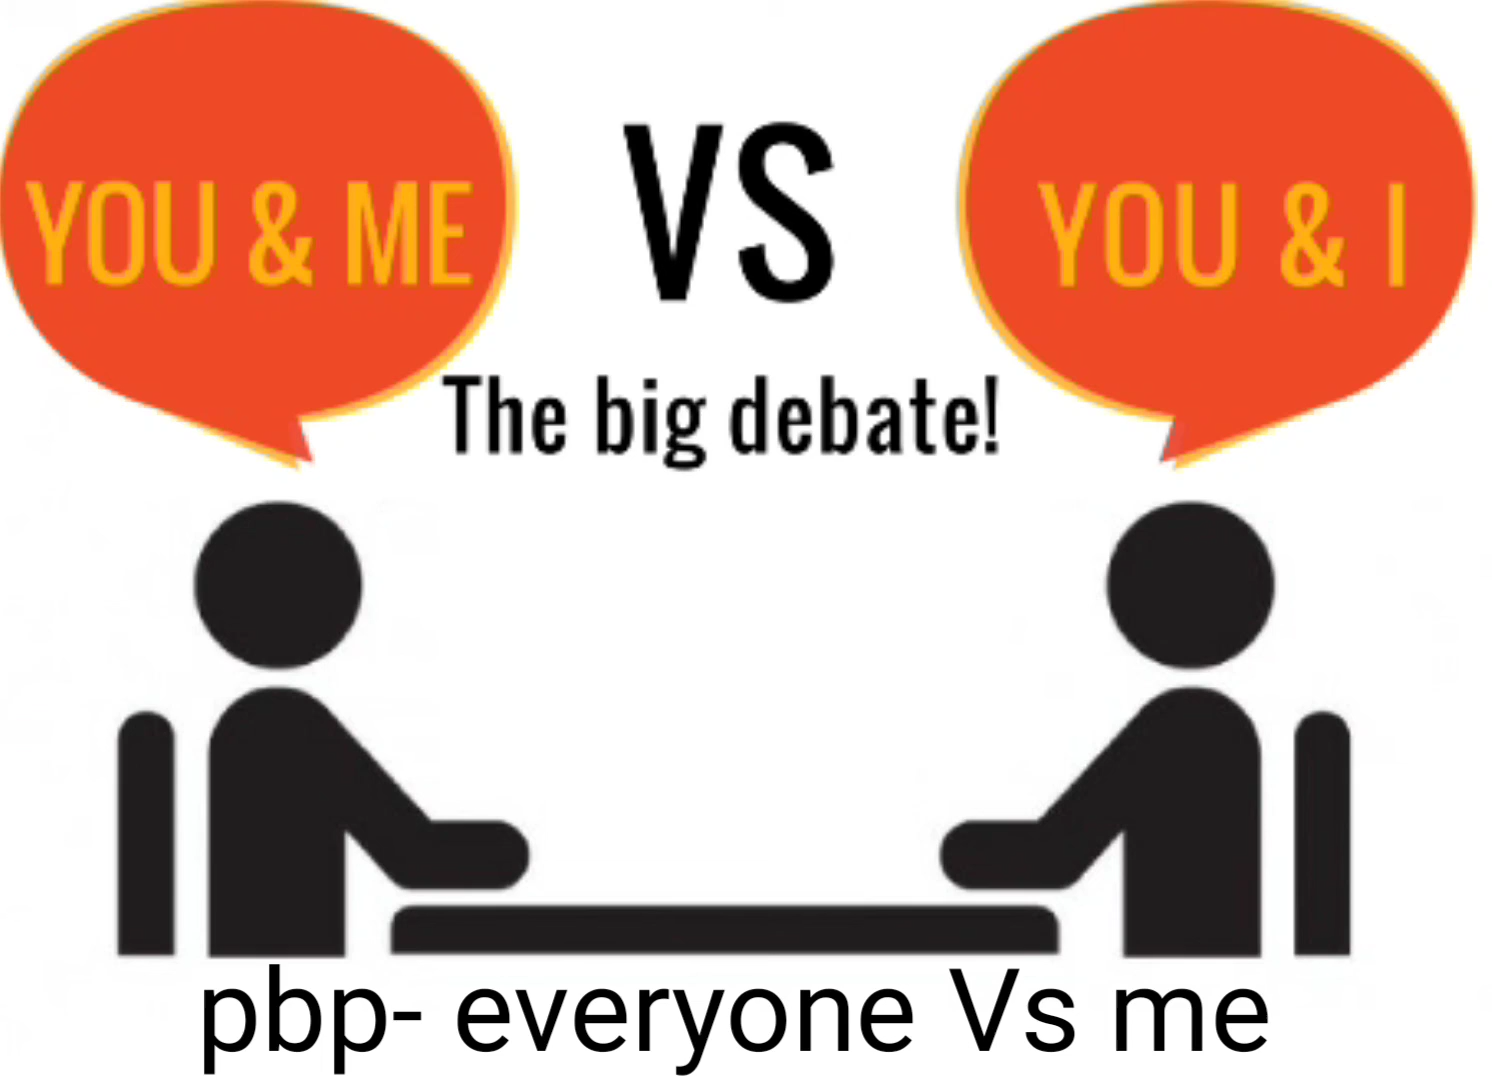 YOU & ME
VS
YOU & I
The big debate!
pbp- everyone Vs me